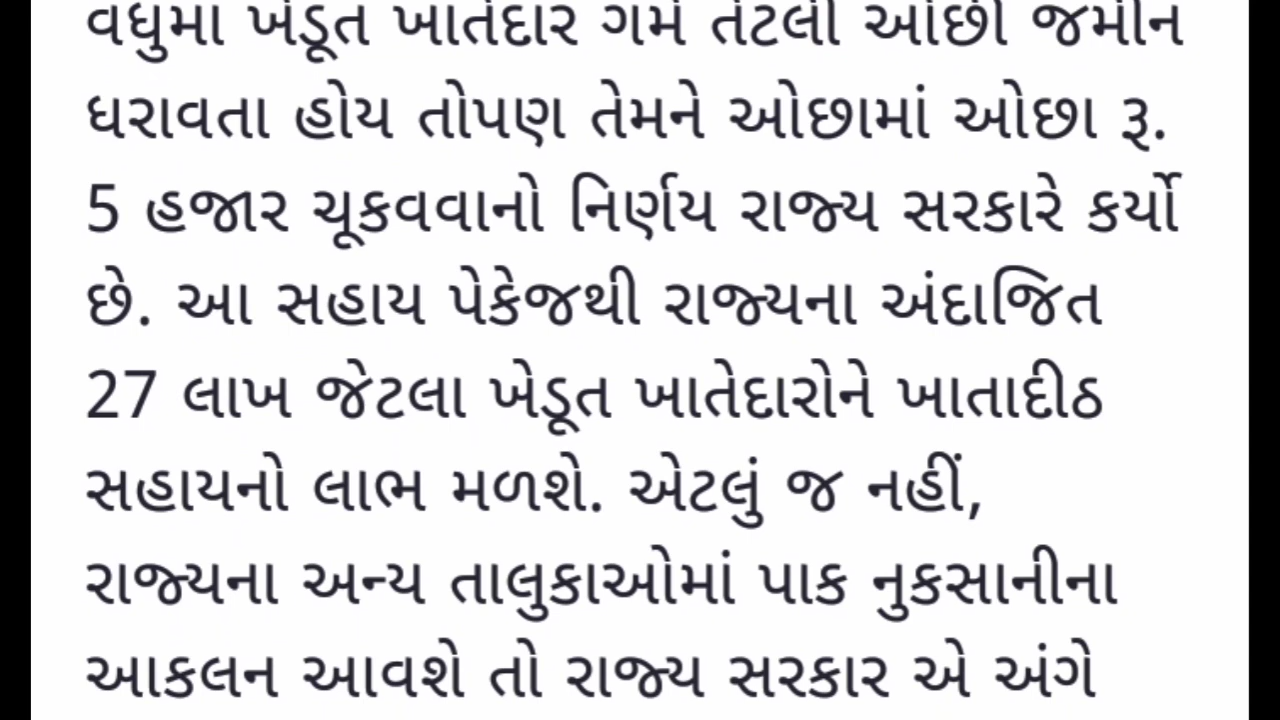 વધુમાં ખેડૂત ખાતેદાર ગમે તેટલી ઓછી જમીન
ધરાવતા હોય તોપણ તેમને ઓછામાં ઓછા રૂ.
5 હજાર ચૂકવવાનો નિર્ણય રાજ્ય સરકારે કર્યો
છે. આ સહાય પેકેજથી રાજ્યના અંદાજિત
27 લાખ જેટલા ખેડૂત ખાતેદારોને ખાતાદીઠ
સહાયનો લાભ મળશે. એટલું જ નહીં,
રાજ્યના અન્ય તાલુકાઓમાં પાક નુકસાનીના
આકલન આવશે તો રાજ્ય સરકાર એ અંગે